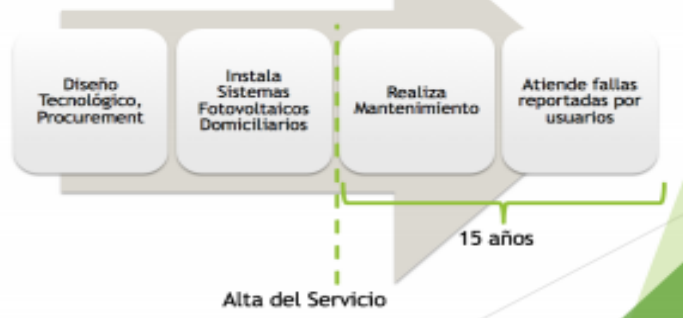 Diseño
Tecnológico,
Procurement
Instala
Sistemas
Fotovoltaicos
Domiciliarios
Realiza
Mantenimiento
Atiende fallas
reportadas por
usuarios
15 años
Alta del Servicio